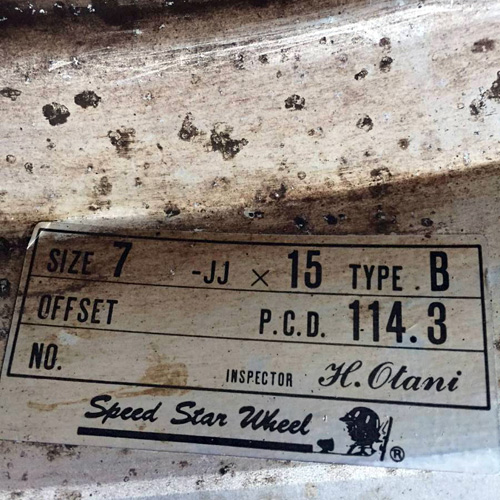 SIZE 7 -JJ × 15 TYPE . B
OFFSET P.C.D. 114.3
NO. INSPECTOR H. Otani
Speed Star Wheel ®